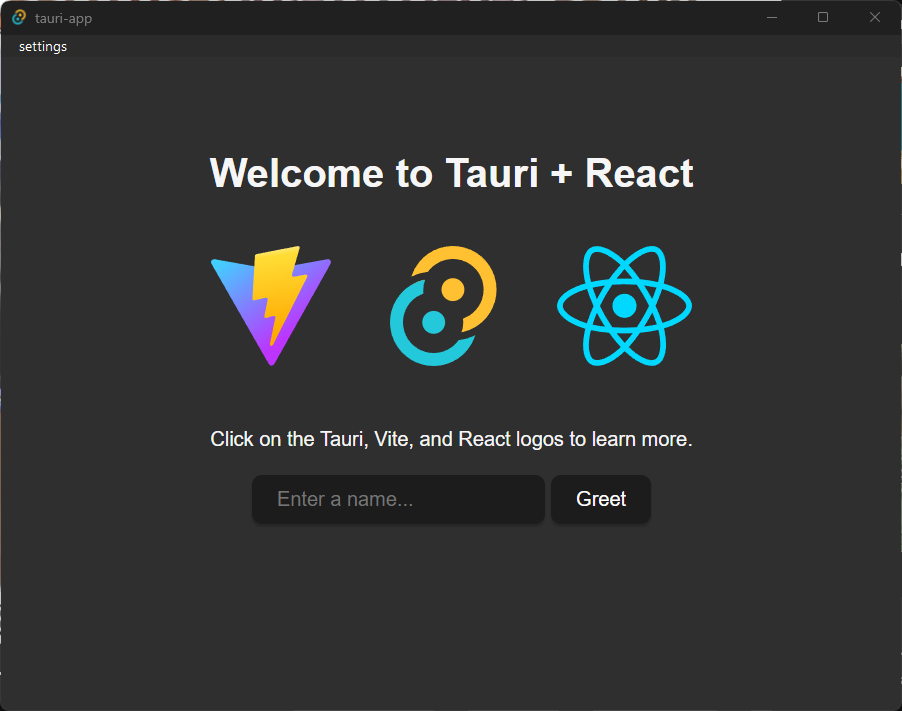 tauri-app
settings
Welcome to Tauri + React
Click on the Tauri, Vite, and React logos to learn more.
Enter a name...
Greet